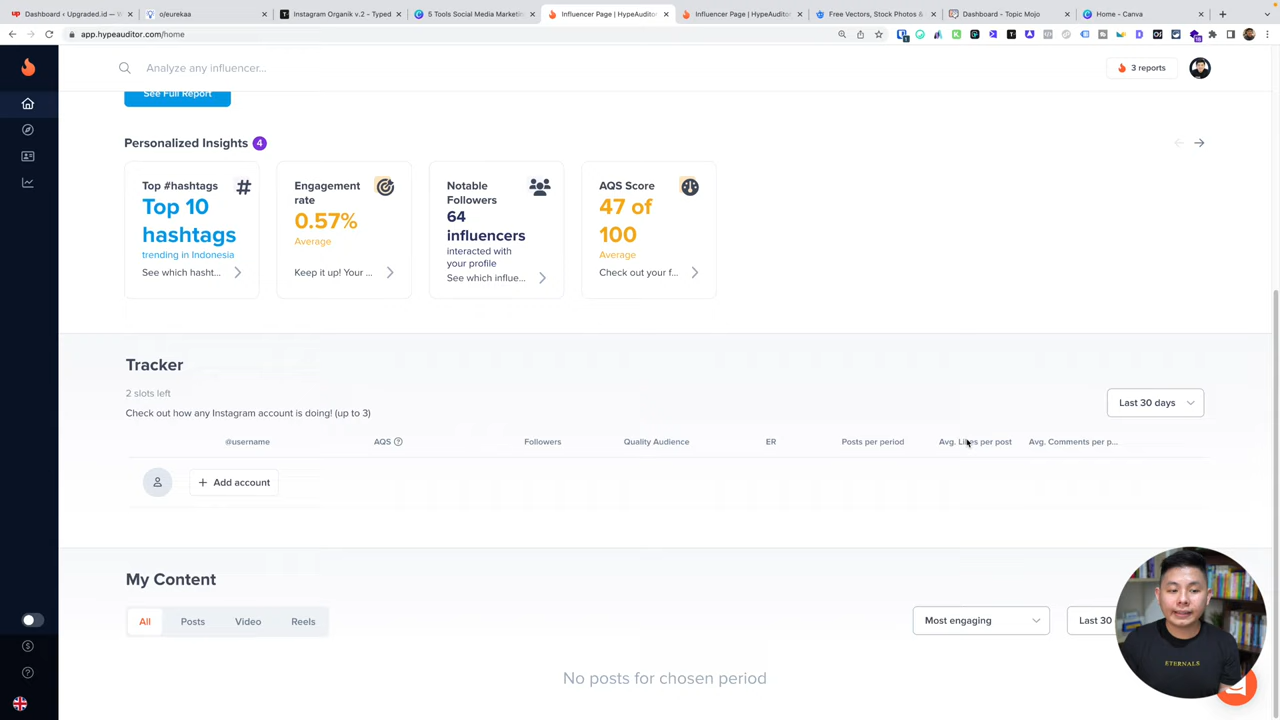 Dashboard ‹ Upgraded.id — W
o/eurekaa
Instagram Organik v.2 – Typed
5 Tools Social Media Marketin
Influencer Page | HypeAuditor
Influencer Page | HypeAuditor
Free Vectors, Stock Photos &
Dashboard - Topic Mojo
Home - Canva
app.hypeauditor.com/home
Analyze any influencer...
3 reports
See Full Report
Personalized Insights 4
Top #hashtags
Top 10
hashtags
trending in Indonesia
See which hasht...
Engagement
rate
0.57%
Average
Keep it up! Your ...
Notable
Followers
64
influencers
interacted with
your profile
See which influe...
AQS Score
47 of
100
Average
Check out your f...
Tracker
2 slots left
Check out how any Instagram account is doing! (up to 3)
Last 30 days
@username AQS Followers Quality Audience ER Posts per period Avg. Likes per post Avg. Comments per p...
+ Add account
My Content
All Posts Video Reels
Most engaging
Last 30
No posts for chosen period
ETERNALS